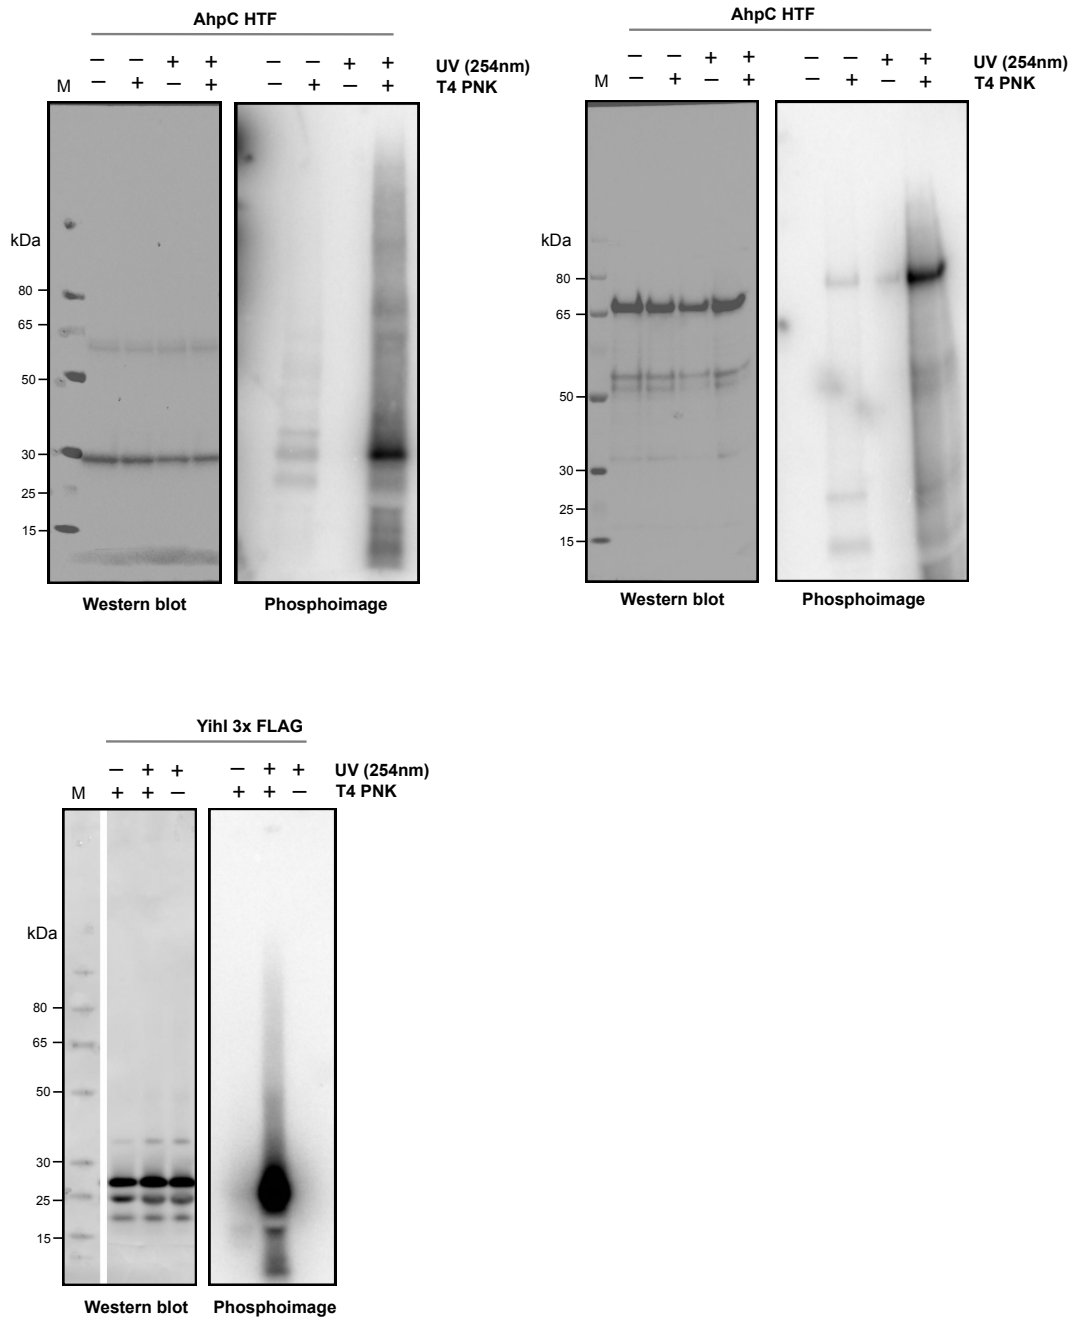 AhpC HTF
− − + + − − + + UV (254nm)
M − + − + − + − + T4 PNK
kDa
80
65
50
30
25
15
Western blot Phosphoimage
AhpC HTF
− − + + − − + + UV (254nm)
M − + − + − + − + T4 PNK
kDa
80
65
50
30
25
15
Western blot Phosphoimage
YihI 3x FLAG
− + + − + + UV (254nm)
M + + − + + − T4 PNK
kDa
80
65
50
30
25
15
Western blot Phosphoimage